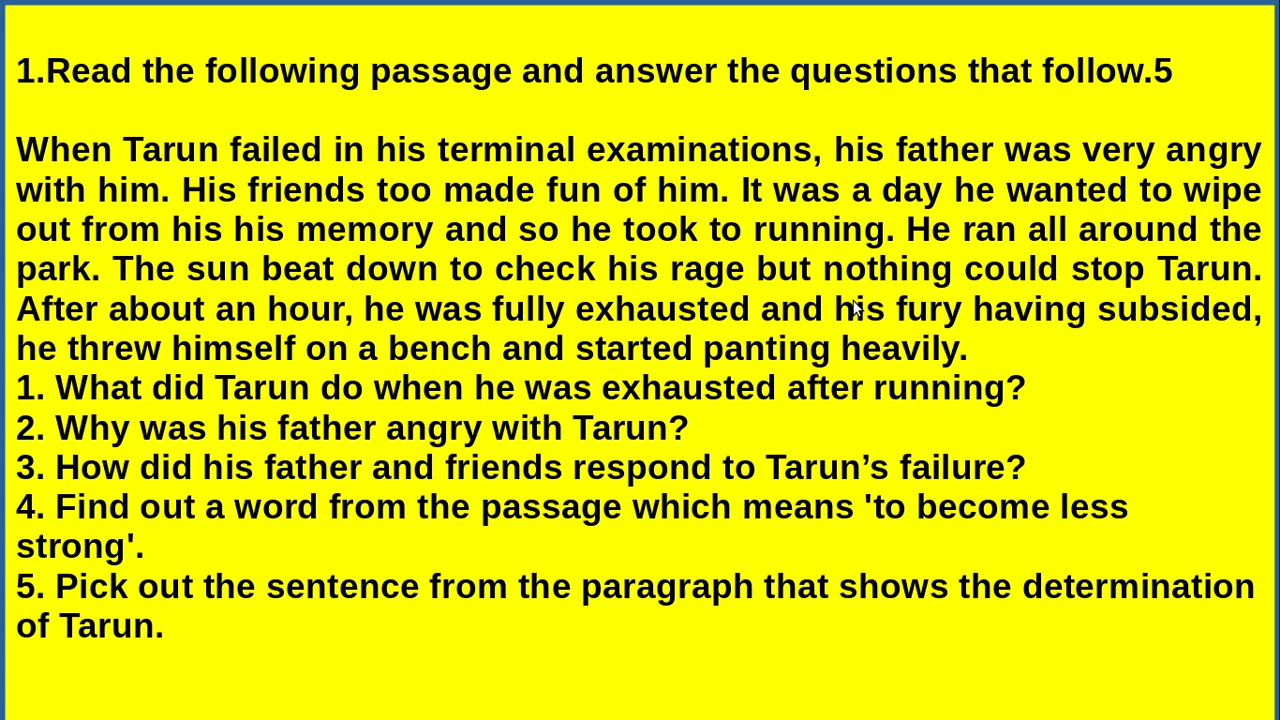 1.Read the following passage and answer the questions that follow.5
When Tarun failed in his terminal examinations, his father was very angry
with him. His friends too made fun of him. It was a day he wanted to wipe
out from his his memory and so he took to running. He ran all around the
park. The sun beat down to check his rage but nothing could stop Tarun.
After about an hour, he was fully exhausted and his fury having subsided,
he threw himself on a bench and started panting heavily.
1. What did Tarun do when he was exhausted after running?
2. Why was his father angry with Tarun?
3. How did his father and friends respond to Tarun’s failure?
4. Find out a word from the passage which means 'to become less
strong'.
5. Pick out the sentence from the paragraph that shows the determination
of Tarun.